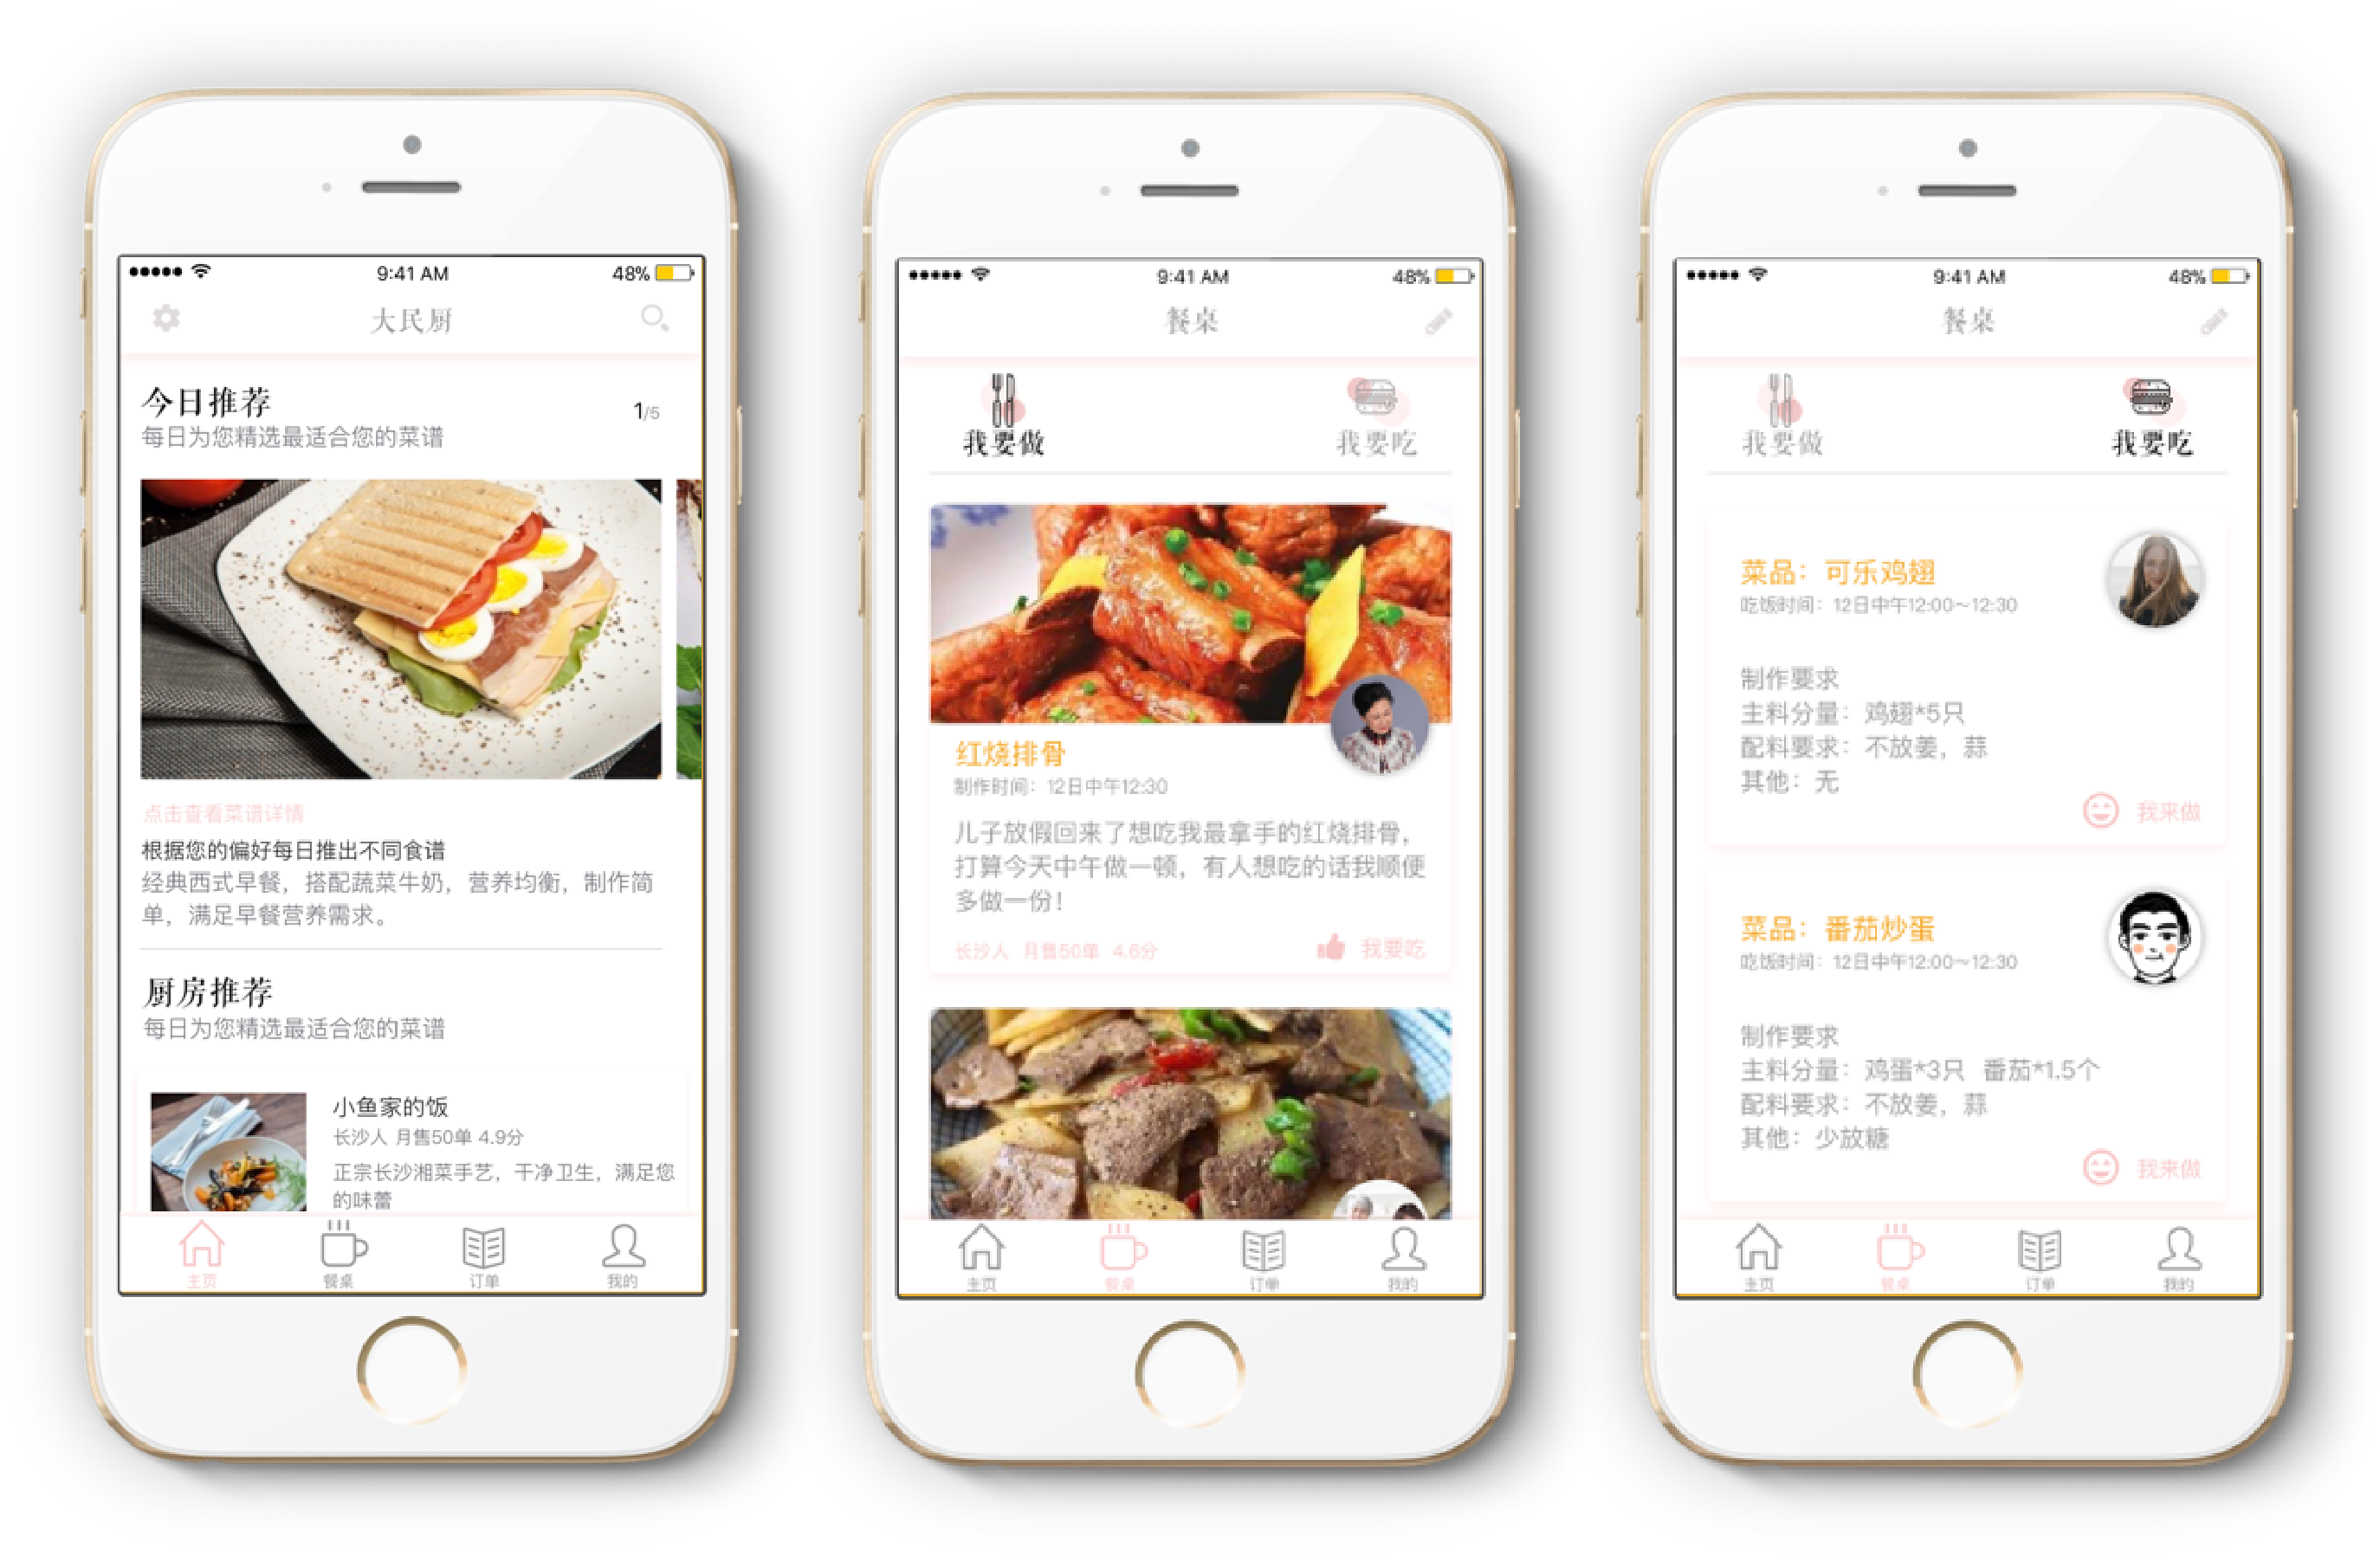 9:41 AM
48%
大民厨
今日推荐
1/5
每日为您精选最适合您的菜谱
点击查看菜谱详情
根据您的偏好每日推出不同食谱
经典西式早餐，搭配蔬菜牛奶，营养均衡，制作简
单，满足早餐营养需求。
厨房推荐
每日为您精选最适合您的菜谱
小鱼家的饭
长沙人 月售50单 4.9分
正宗长沙湘菜手艺，干净卫生，满足您
的味蕾
主页 餐桌 订单 我的
9:41 AM
48%
餐桌
我要做 我要吃
红烧排骨
制作时间：12日中午12:30
儿子放假回来了想吃我最拿手的红烧排骨，
打算今天中午做一顿，有人想吃的话我顺便
多做一份！
长沙人 月售50单 4.6分 我要吃
主页 餐桌 订单 我的
9:41 AM
48%
餐桌
我要做 我要吃
菜品：可乐鸡翅
吃饭时间：12日中午12:00～12:30
制作要求
主料分量：鸡翅*5只
配料要求：不放姜，蒜
其他：无
我来做
菜品：番茄炒蛋
吃饭时间：12日中午12:00～12:30
制作要求
主料分量：鸡蛋*3只 番茄*1.5个
配料要求：不放姜，蒜
其他：少放糖
我来做
主页 餐桌 订单 我的